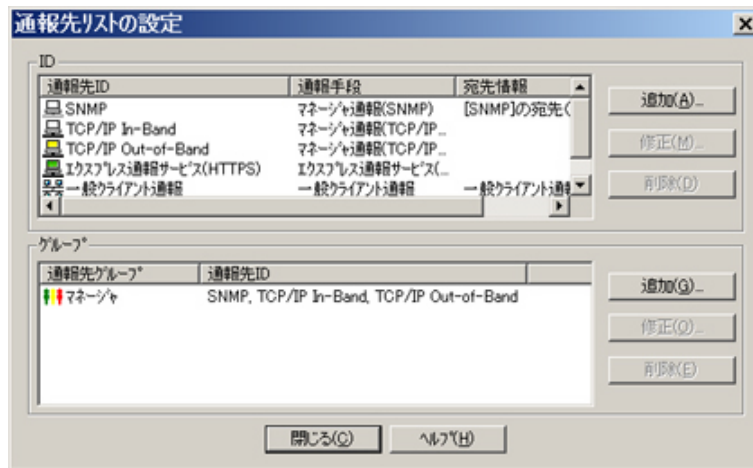 通報先リストの設定
ID
通報先ID 通報手段 宛先情報
SNMP マネージャ通報(SNMP) [SNMP]の宛先く
TCP/IP In-Band マネージャ通報(TCP/IP...
TCP/IP Out-of-Band マネージャ通報(TCP/IP...
エクスプレス通報サービス(HTTPS) エクスプレス通報サービス(...
一般クライアント通報 一般クライアント通報 一般クライアント通報
追加(A)...
修正(M)...
削除(D)
グループ
通報先グループ 通報先ID
マネージャ SNMP, TCP/IP In-Band, TCP/IP Out-of-Band
追加(G)...
修正(O)...
削除(E)
閉じる(C) ヘルプ(H)